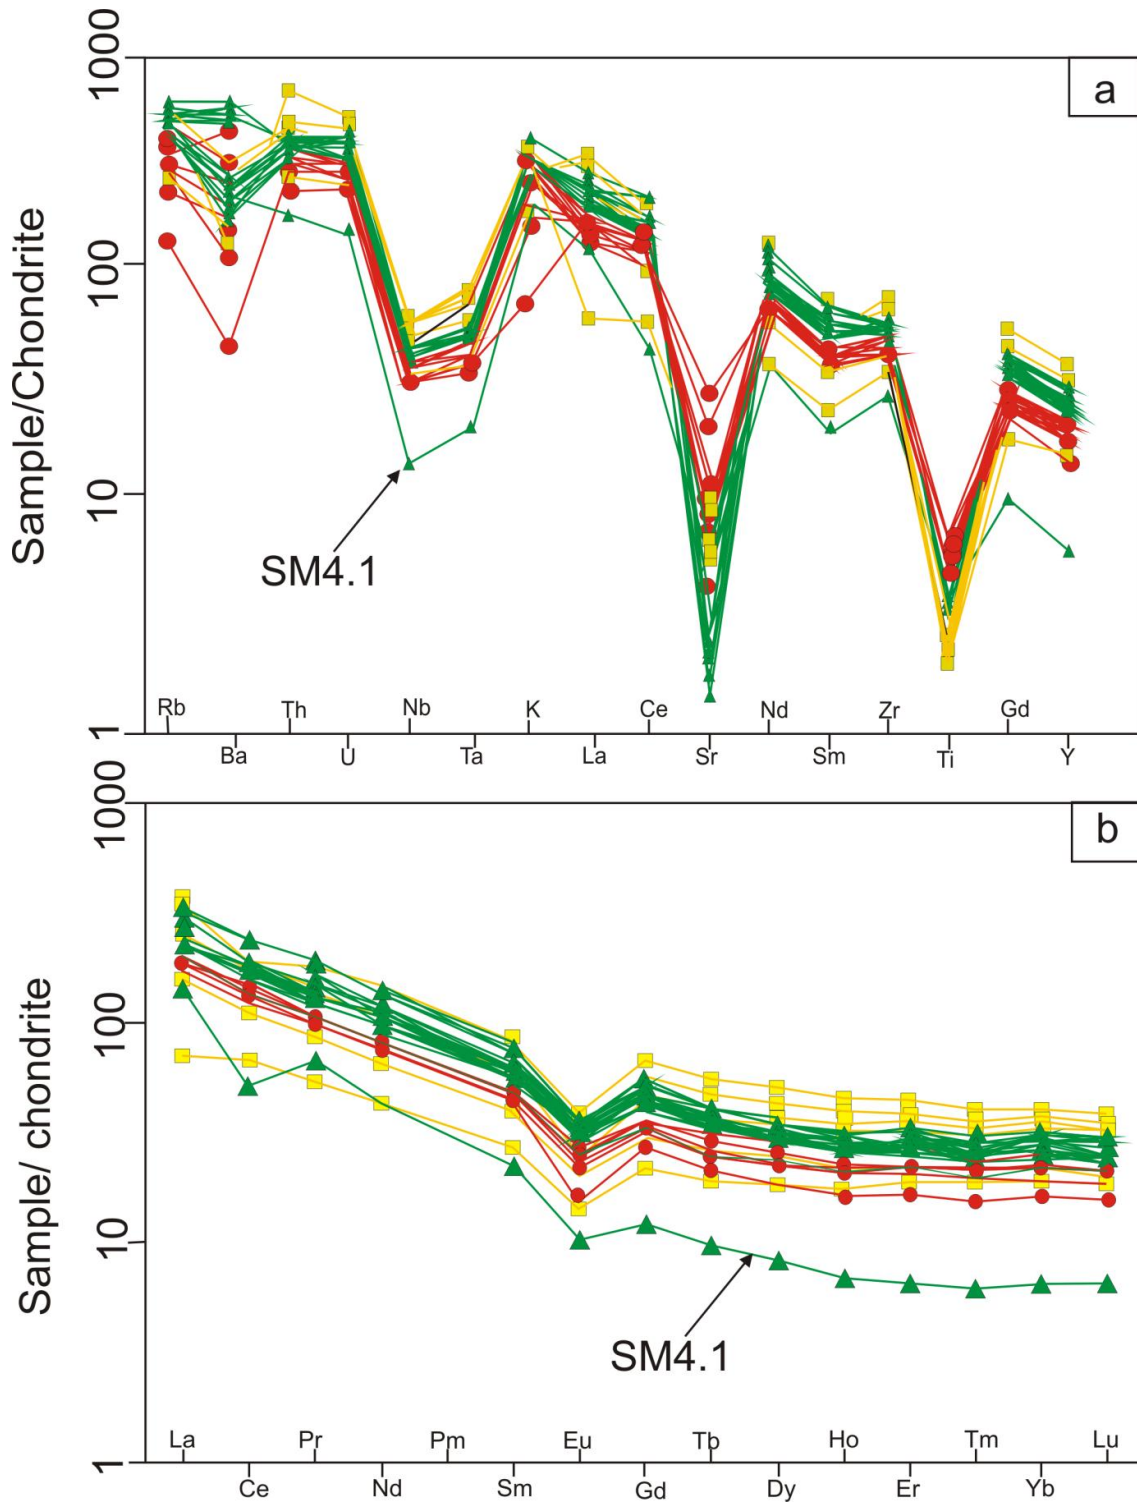 1000
a
Sample/Chondrite
100
10
SM4.1
Rb Th Nb K Ce Nd Zr Gd
1
Ba U Ta La Sr Sm Ti Y
1000
b
Sample/ chondrite
100
10
SM4.1
La Pr Pm Eu Tb Ho Tm Lu
1
Ce Nd Sm Gd Dy Er Yb